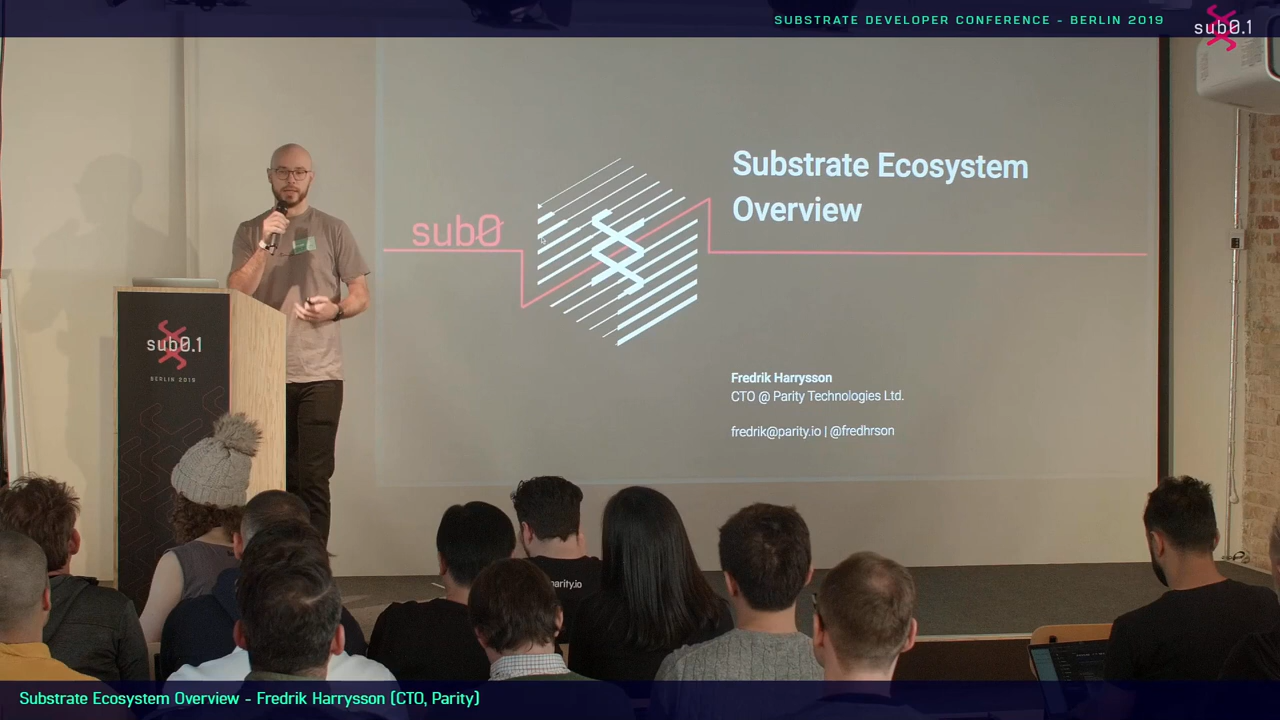 SUBSTRATE DEVELOPER CONFERENCE - BERLIN 2019
sub0.1
Substrate Ecosystem
Overview
sub0
Fredrik Harrysson
CTO @ Parity Technologies Ltd.
fredrik@parity.io | @fredhrson
sub0.1
BERLIN 2019
parity.io
Substrate Ecosystem Overview - Fredrik Harrysson (CTO, Parity)